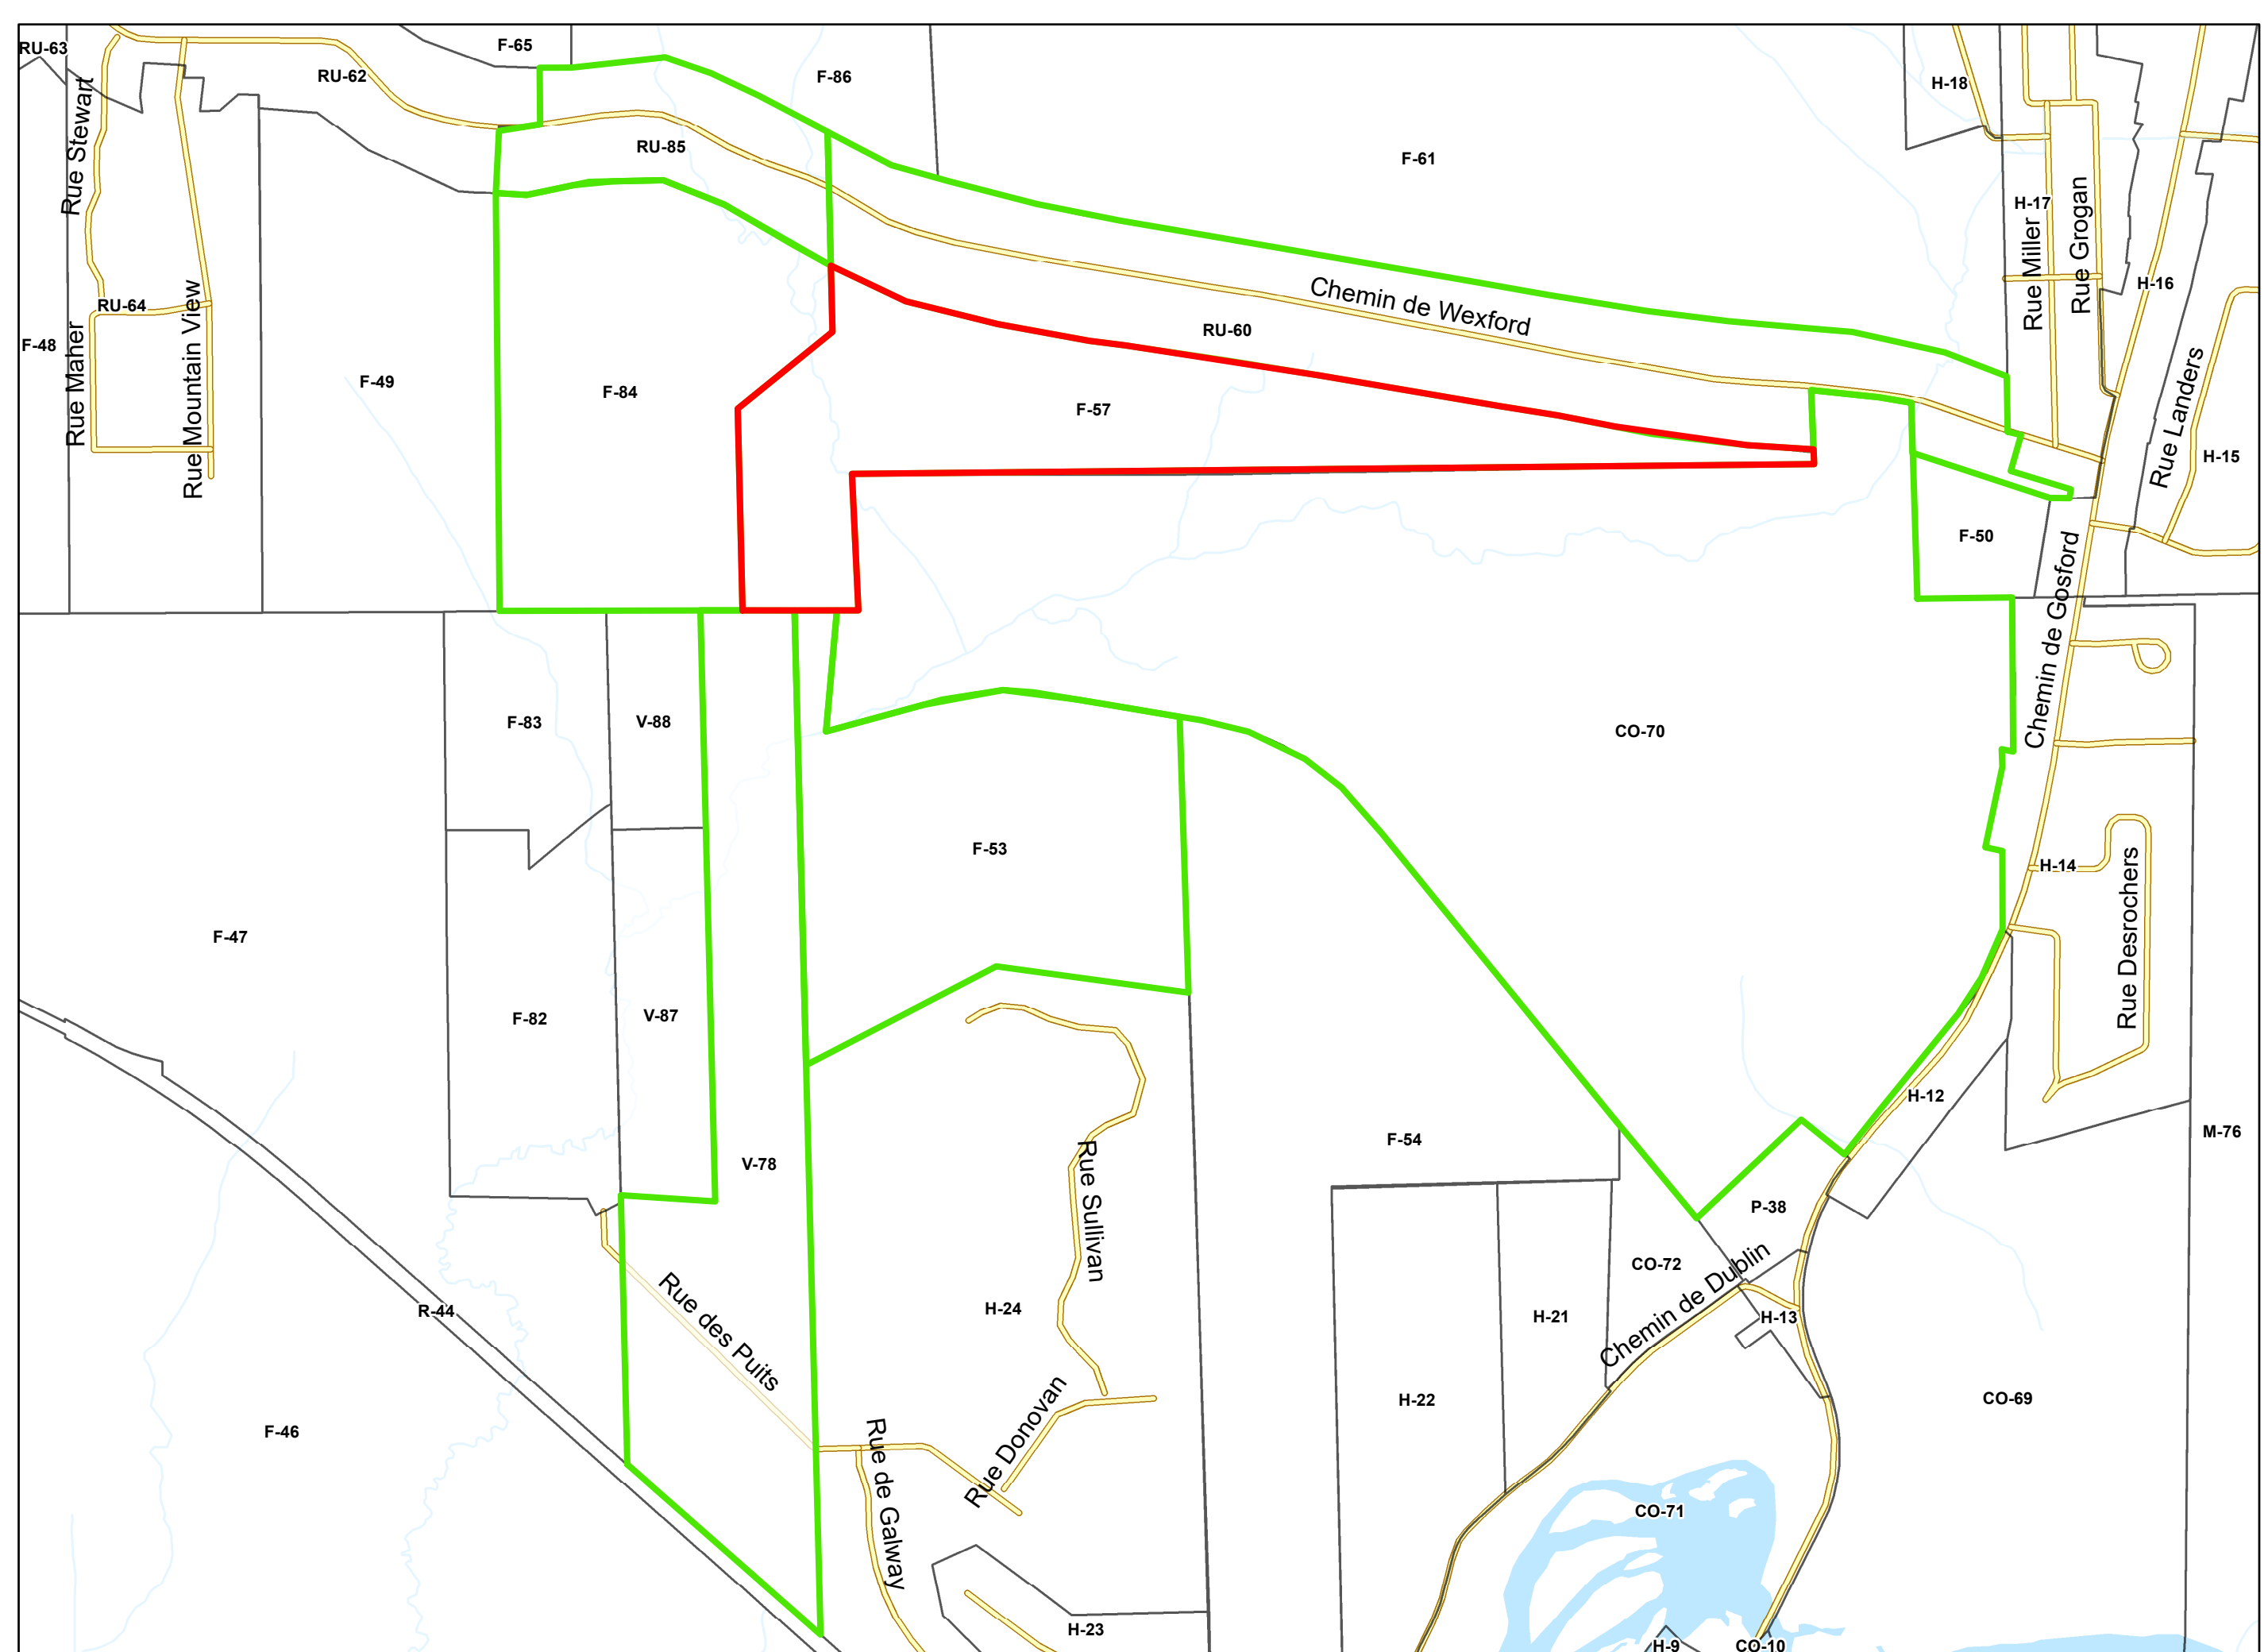 RU-63
F-65
RU-62
F-86
H-18
Rue Stewart
RU-85
F-61
H-17
Rue Miller
Rue Grogan
H-16
RU-64
Chemin de Wexford
RU-60
F-48
Rue Maher
Rue Mountain View
F-49
F-84
F-57
Rue Landers
H-15
F-50
Chemin de Gosford
F-83
V-88
CO-70
F-53
H-14
Rue Desrochers
F-47
F-82
V-87
H-12
F-54
M-76
V-78
Rue Sullivan
P-38
CO-72
Chemin de Dublin
R-44
Rue des Puits
H-24
H-21
H-13
H-22
CO-69
F-46
Rue Donovan
Rue de Galway
CO-71
H-23
H-9
CO-10